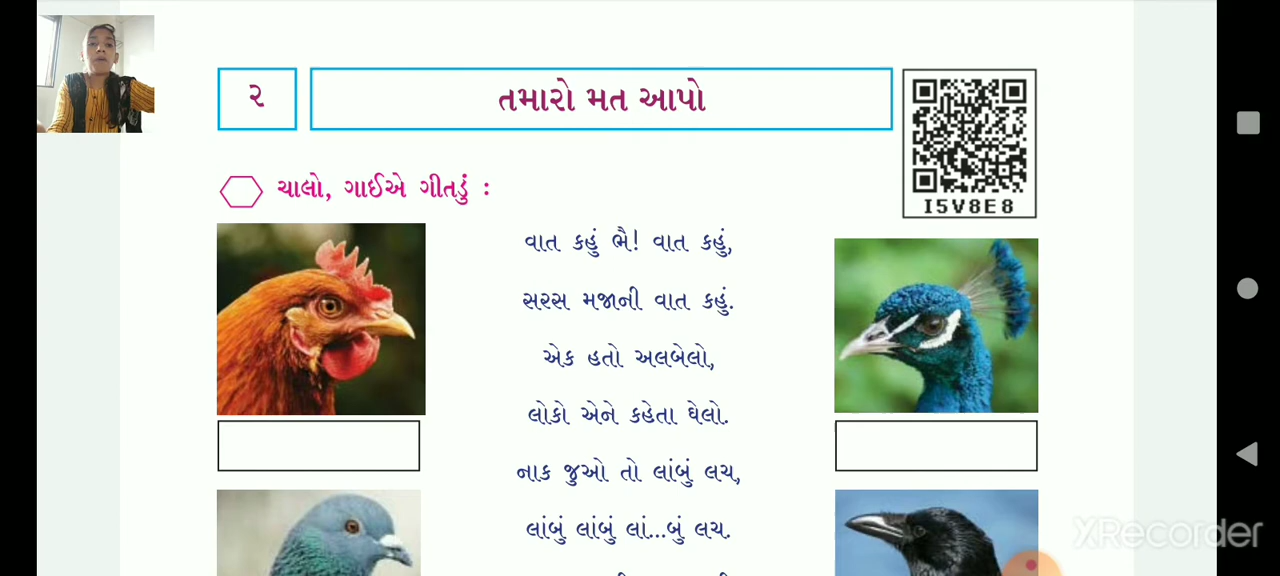 ૨
તમારો મત આપો
I5V8E8
ચાલો, ગાઈએ ગીતડું :
વાત કહું ભૈ! વાત કહું,
સરસ મજાની વાત કહું.
એક હતો અલબેલો,
લોકો એને કહેતા ઘેલો.
નાક જુઓ તો લાંબું લચ,
લાંબું લાંબું લાં...બું લચ.
XRecorder